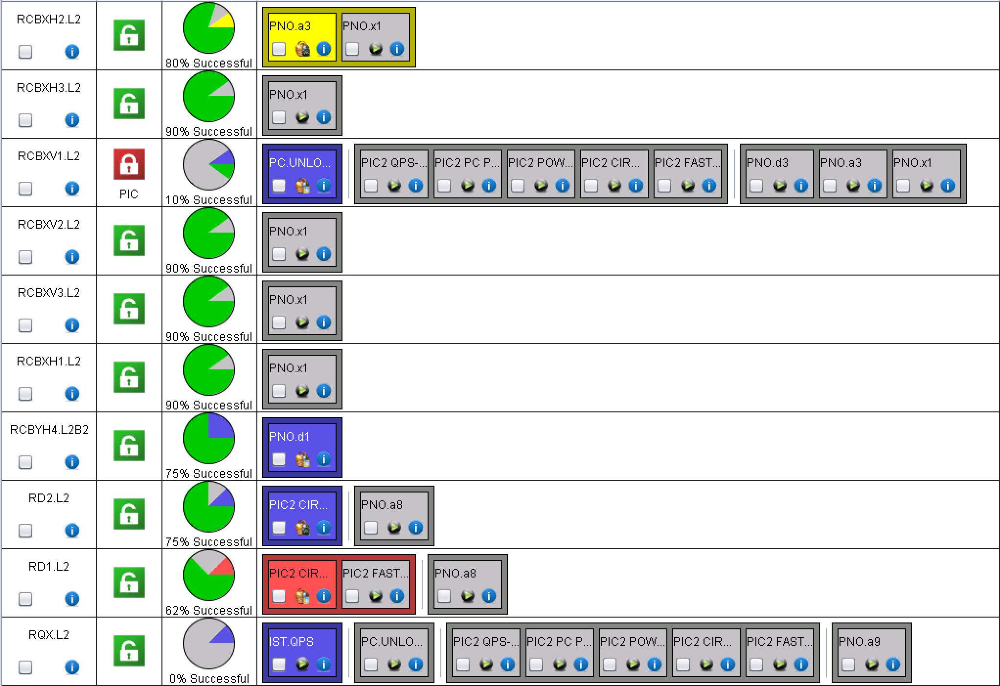 RCBXH2.L2
80% Successful
PNO.a3 PNO.x1
RCBXH3.L2
90% Successful
PNO.x1
RCBXV1.L2
PIC
10% Successful
PC.UNLO... PIC2 QPS-... PIC2 PC P... PIC2 POW... PIC2 CIR... PIC2 FAST... PNO.d3 PNO.a3 PNO.x1
RCBXV2.L2
90% Successful
PNO.x1
RCBXV3.L2
90% Successful
PNO.x1
RCBXH1.L2
90% Successful
PNO.x1
RCBYH4.L2B2
75% Successful
PNO.d1
RD2.L2
75% Successful
PIC2 CIR... PNO.a8
RD1.L2
62% Successful
PIC2 CIR... PIC2 FAST... PNO.a8
RQX.L2
0% Successful
IST.QPS PC.UNLO... PIC2 QPS-... PIC2 PC P... PIC2 POW... PIC2 CIR... PIC2 FAST... PNO.a9